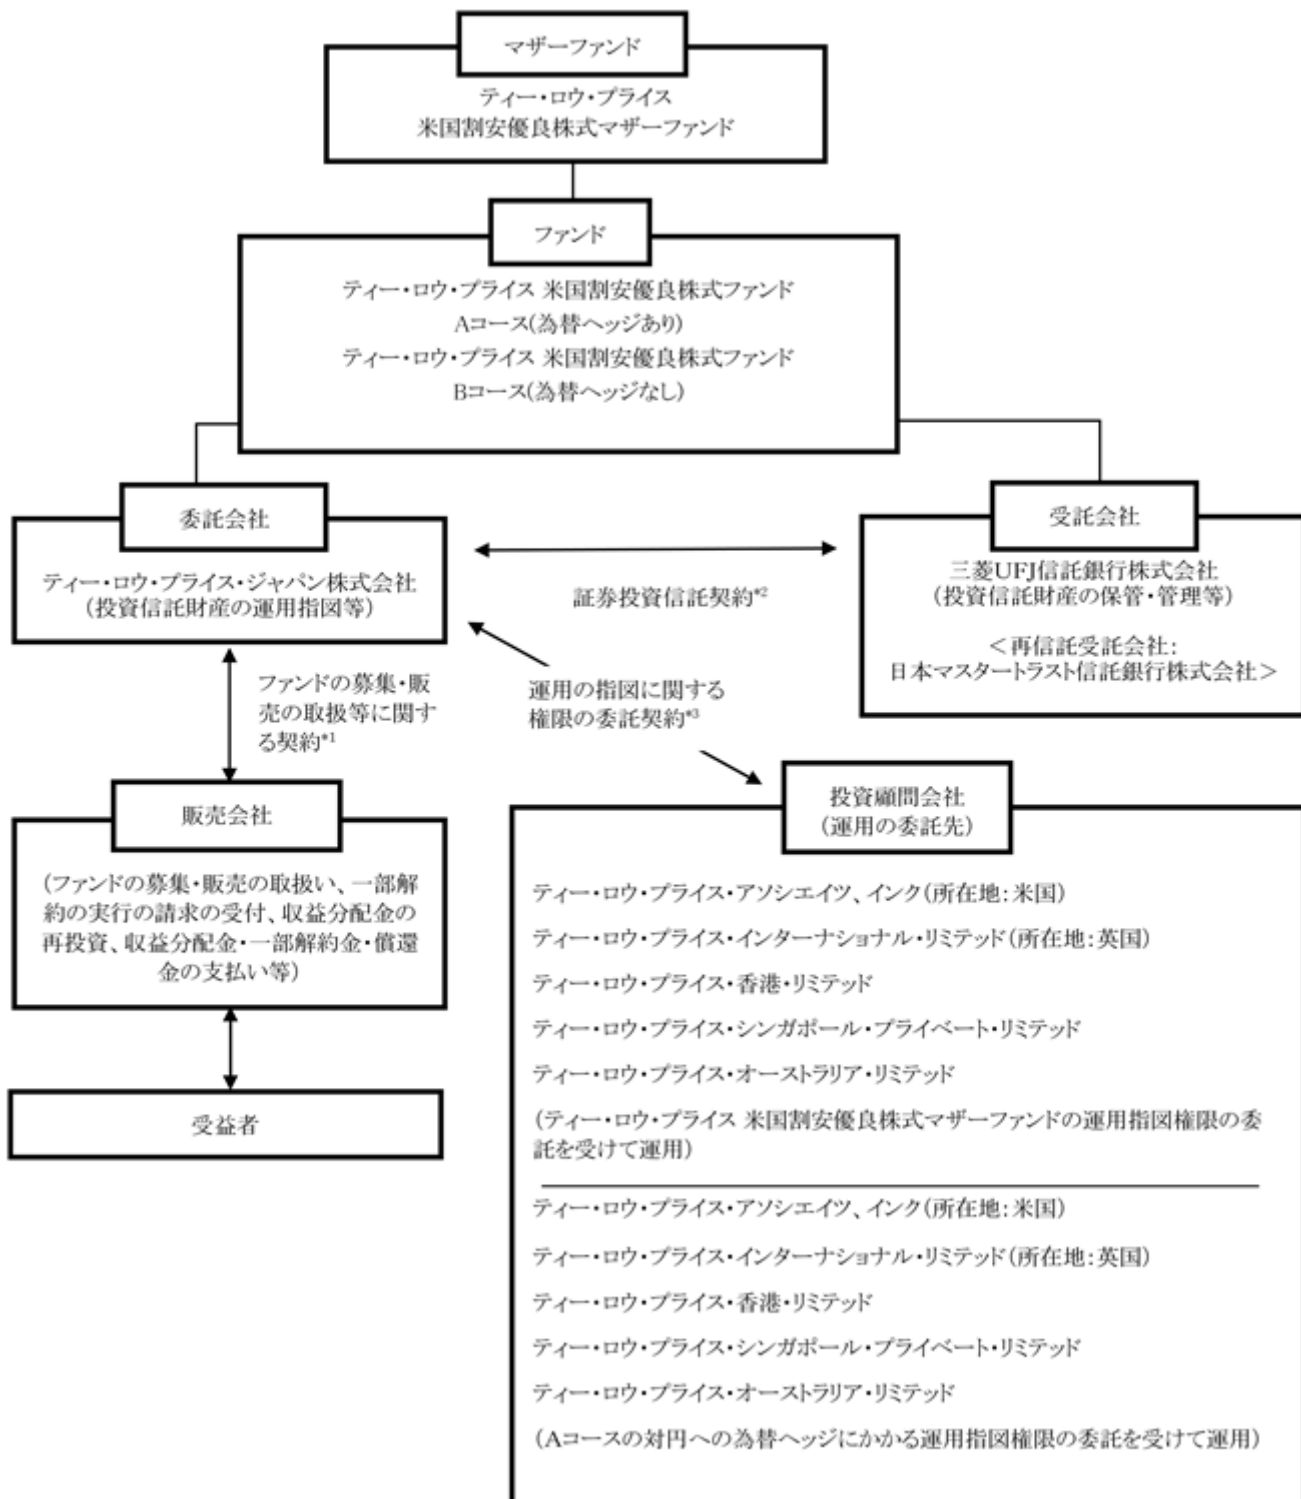 マザーファンド
ティー・ロウ・プライス
米国割安優良株式マザーファンド
ファンド
ティー・ロウ・プライス 米国割安優良株式ファンド
Aコース(為替ヘッジあり)
ティー・ロウ・プライス 米国割安優良株式ファンド
Bコース(為替ヘッジなし)
委託会社
ティー・ロウ・プライス・ジャパン株式会社
(投資信託財産の運用指図等)
証券投資信託契約*2
受託会社
三菱UFJ信託銀行株式会社
(投資信託財産の保管・管理等)
<再信託受託会社:
日本マスタートラスト信託銀行株式会社>
ファンドの募集・販
売の取扱等に関す
る契約*1
運用の指図に関する
権限の委託契約*3
販売会社
(ファンドの募集・販売の取扱い、一部解
約の実行の請求の受付、収益分配金の
再投資、収益分配金・一部解約金・償還
金の支払い等)
受益者
投資顧問会社
(運用の委託先)
ティー・ロウ・プライス・アソシエイツ、インク(所在地:米国)
ティー・ロウ・プライス・インターナショナル・リミテッド(所在地:英国)
ティー・ロウ・プライス・香港・リミテッド
ティー・ロウ・プライス・シンガポール・プライベート・リミテッド
ティー・ロウ・プライス・オーストラリア・リミテッド
(ティー・ロウ・プライス 米国割安優良株式マザーファンドの運用指図権限の委
託を受けて運用)
ティー・ロウ・プライス・アソシエイツ、インク(所在地:米国)
ティー・ロウ・プライス・インターナショナル・リミテッド(所在地:英国)
ティー・ロウ・プライス・香港・リミテッド
ティー・ロウ・プライス・シンガポール・プライベート・リミテッド
ティー・ロウ・プライス・オーストラリア・リミテッド
(Aコースの対円への為替ヘッジにかかる運用指図権限の委託を受けて運用)